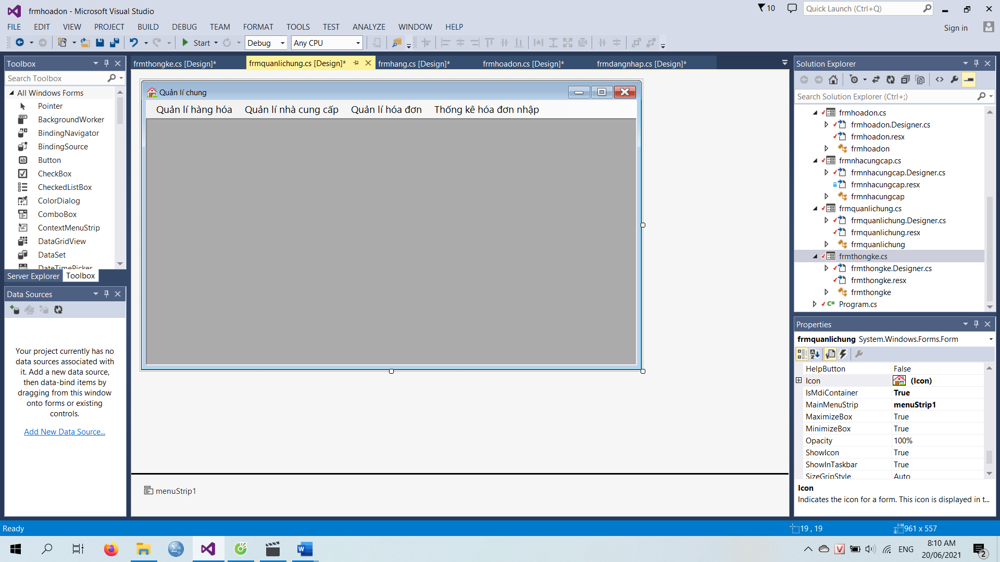 frmhoadon - Microsoft Visual Studio
10
Quick Launch (Ctrl+Q)
FILE EDIT VIEW PROJECT BUILD DEBUG TEAM FORMAT TOOLS TEST ANALYZE WINDOW HELP
Sign in
Start Debug Any CPU
Toolbox
Search Toolbox
All Windows Forms
Pointer
BackgroundWorker
BindingNavigator
BindingSource
Button
CheckBox
CheckedListBox
ColorDialog
ComboBox
ContextMenuStrip
DataGridView
DataSet
DateTimePicker
Server Explorer Toolbox
Data Sources
Your project currently has no
data sources associated with
it. Add a new data source,
then data-bind items by
dragging from this window
onto forms or existing
controls.
Add New Data Source...
frmthongke.cs [Design]* frmquanlichung.cs [Design]* frmhang.cs [Design]* frmhoadon.cs [Design]* frmdangnhap.cs [Design]*
Quản lí chung
Quản lí hàng hóa Quản lí nhà cung cấp Quản lí hóa đơn Thống kê hóa đơn nhập
menuStrip1
Solution Explorer
Search Solution Explorer (Ctrl+;)
frmhoadon.cs
frmhoadon.Designer.cs
frmhoadon.resx
frmhoadon
frmnhacungcap.cs
frmnhacungcap.Designer.cs
frmnhacungcap.resx
frmnhacungcap
frmquanlichung.cs
frmquanlichung.Designer.cs
frmquanlichung.resx
frmquanlichung
frmthongke.cs
frmthongke.Designer.cs
frmthongke.resx
frmthongke
C# Program.cs
Properties
frmquanlichung System.Windows.Forms.Form
HelpButton False
Icon (Icon)
IsMdiContainer True
MainMenuStrip menuStrip1
MaximizeBox True
MinimizeBox True
Opacity 100%
ShowIcon True
ShowInTaskbar True
SizeGripStyle Auto
Icon
Indicates the icon for a form. This icon is displayed in t...
Ready
19 , 19
961 x 557
ENG
8:10 AM
20/06/2021
2